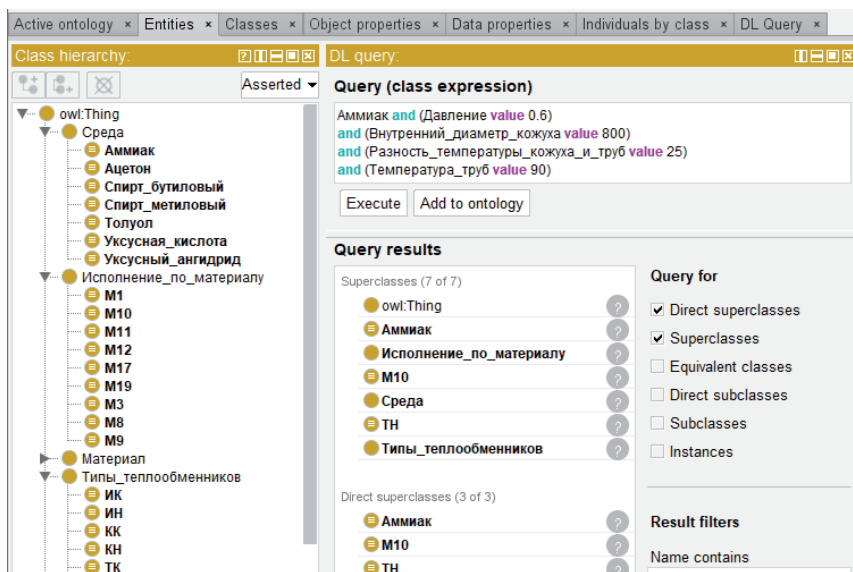 Active ontology × Entities × Classes × Object properties × Data properties × Individuals by class × DL Query ×
Class hierarchy:
Asserted
owl:Thing
Среда
Аммиак
Ацетон
Спирт_бутиловый
Спирт_метиловый
Толуол
Уксусная_кислота
Уксусный_ангидрид
Исполнение_по_материалу
М1
М10
М11
М12
М17
М19
М3
М8
М9
Материал
Типы_теплообменников
ИК
ИН
КК
КН
ТК
DL query:
Query (class expression)
Аммиак and (Давление value 0.6)
and (Внутренний_диаметр_кожуха value 800)
and (Разность_температуры_кожуха_и_труб value 25)
and (Температура_труб value 90)
Execute Add to ontology
Query results
Superclasses (7 of 7)
owl:Thing ?
Аммиак ?
Исполнение_по_материалу ?
М10 ?
Среда ?
ТН ?
Типы_теплообменников ?
Direct superclasses (3 of 3)
Аммиак ?
М10 ?
ТН ?
Query for
Direct superclasses
Superclasses
Equivalent classes
Direct subclasses
Subclasses
Instances
Result filters
Name contains